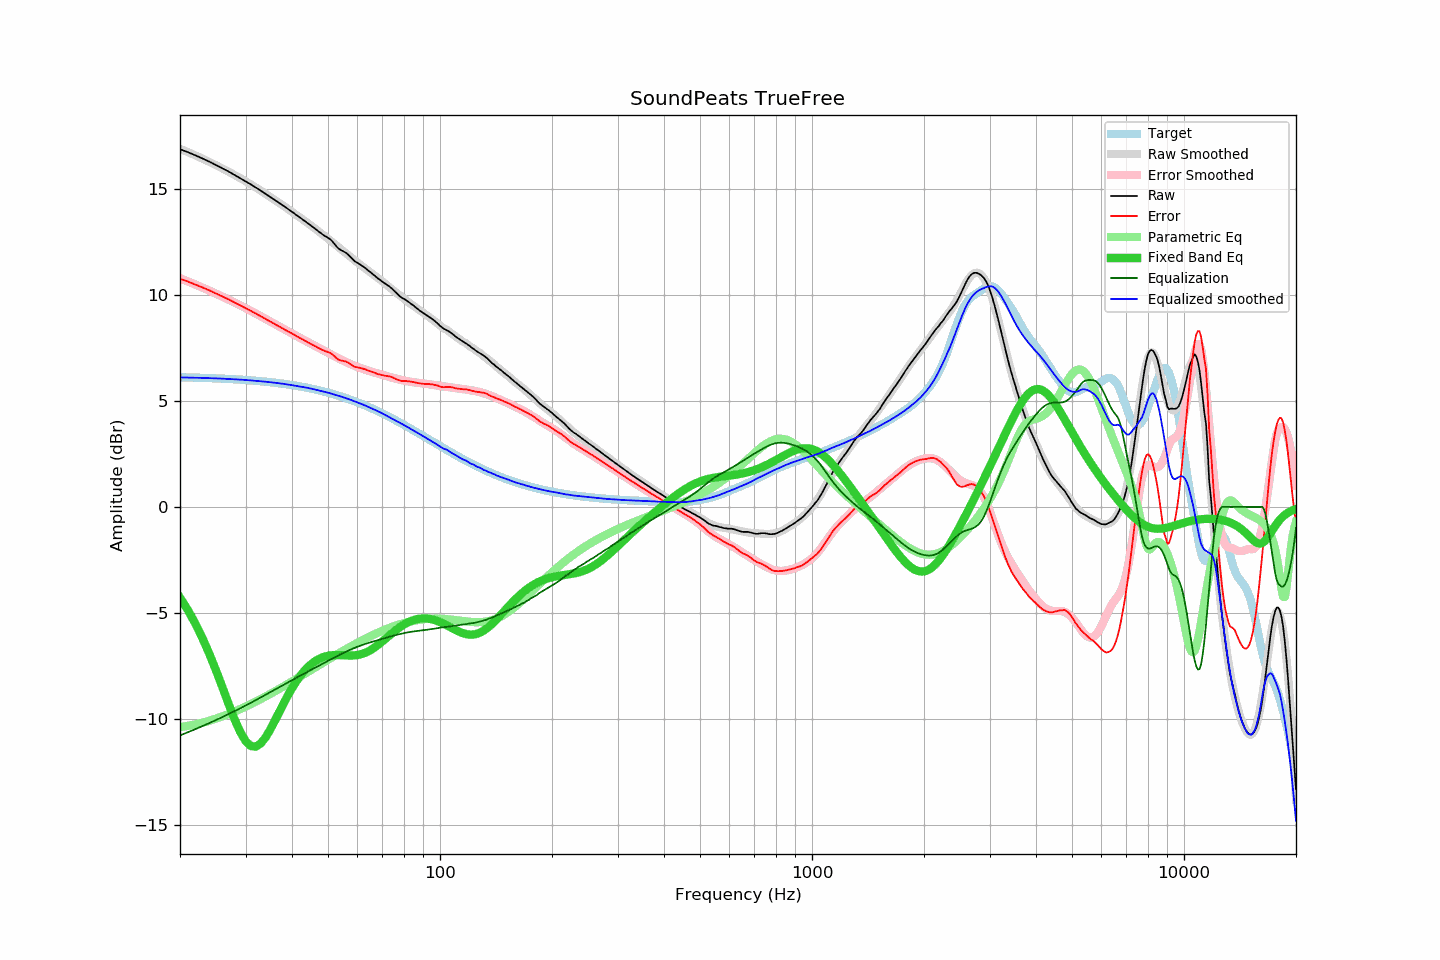 SoundPeats TrueFree
Target
Raw Smoothed
Error Smoothed
Raw
Error
Parametric Eq
Fixed Band Eq
Equalization
Equalized smoothed
Amplitude (dBr)
15
10
5
0
−5
−10
−15
100
1000
10000
Frequency (Hz)